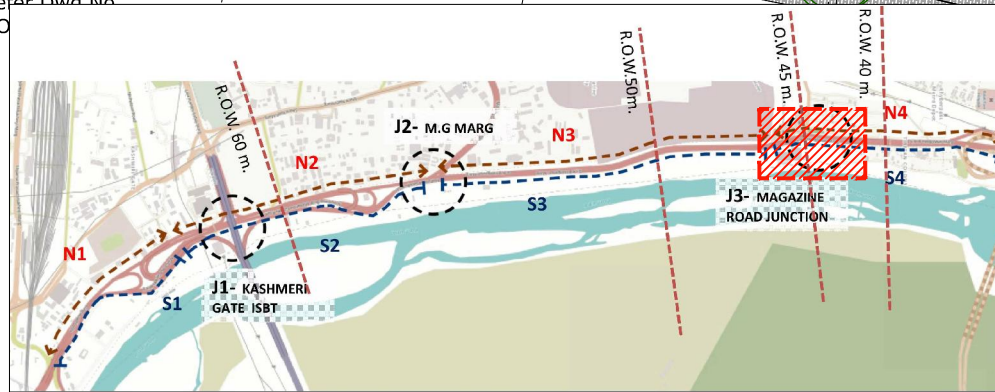 R.O.W. 60 m.
R.O.W.50m.
R.O.W. 45 m.
R.O.W. 40 m.
J2- M.G MARG
N1
N2
N3
N4
S1
S2
S3
S4
J1- KASHMERI
GATE ISBT
J3- MAGAZINE
ROAD JUNCTION